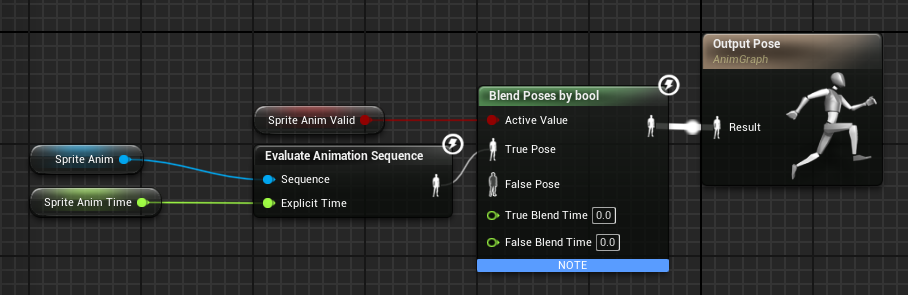 Output Pose
AnimGraph
Blend Poses by bool
Sprite Anim Valid
Active Value
Result
Evaluate Animation Sequence
True Pose
Sprite Anim
Sequence
False Pose
Sprite Anim Time
Explicit Time
True Blend Time 0.0
False Blend Time 0.0
NOTE